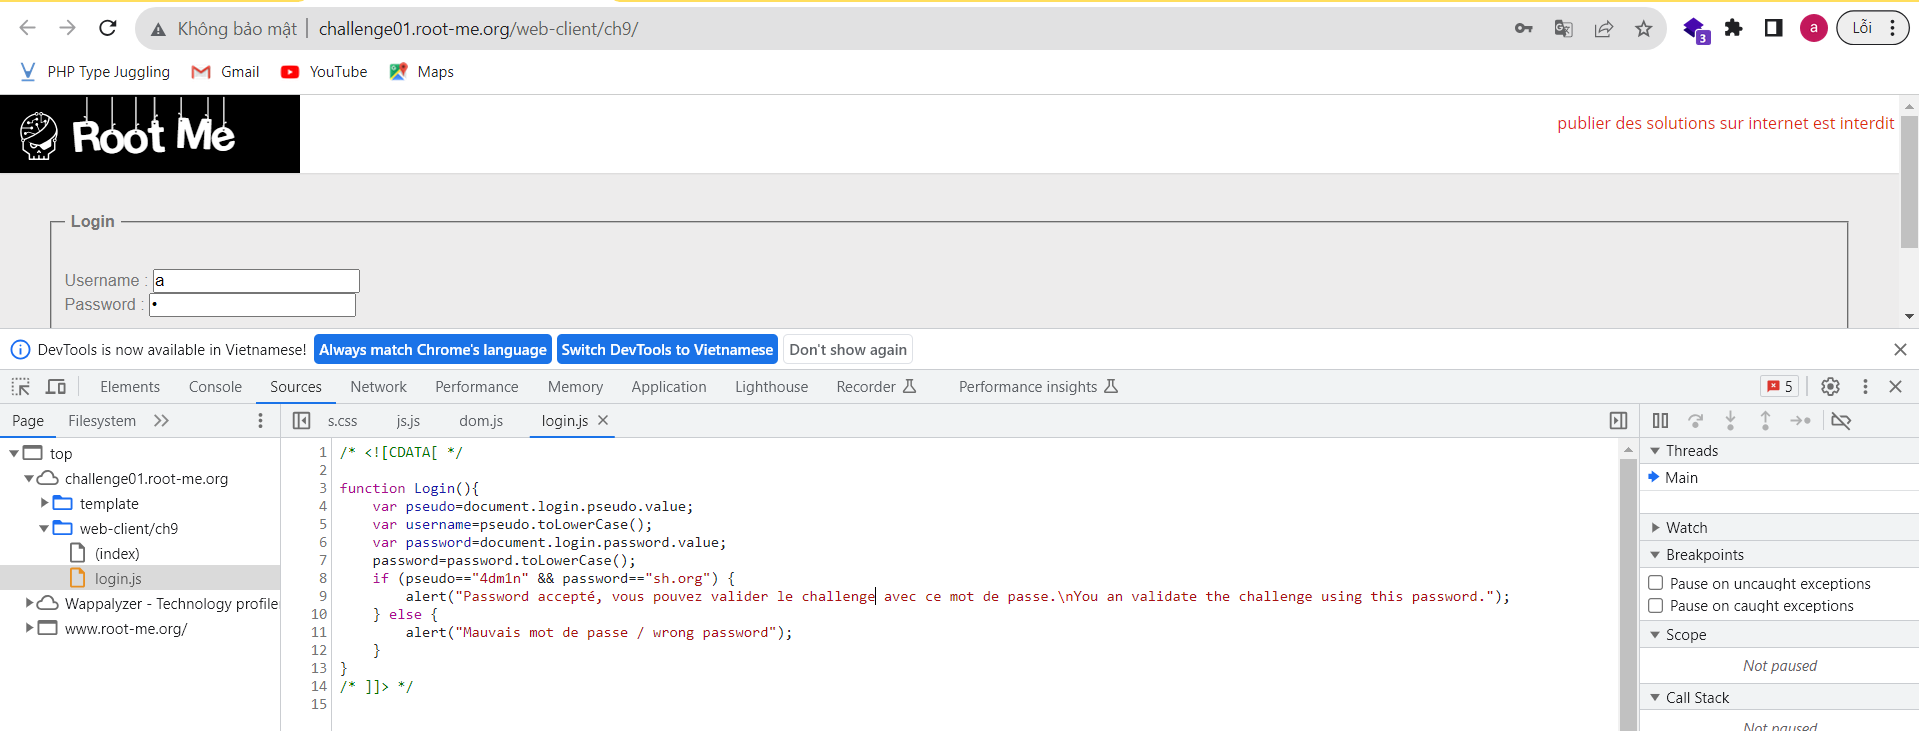 Không bảo mật | challenge01.root-me.org/web-client/ch9/
3
a
Lỗi
PHP Type Juggling
Gmail
YouTube
Maps
Root Me
publier des solutions sur internet est interdit
Login
Username : a
Password : •
DevTools is now available in Vietnamese! Always match Chrome's language Switch DevTools to Vietnamese Don't show again
Elements Console Sources Network Performance Memory Application Lighthouse Recorder Performance insights 5
Page Filesystem
s.css js.js dom.js login.js
top
challenge01.root-me.org
template
web-client/ch9
(index)
login.js
Wappalyzer - Technology profile
www.root-me.org/
1 /* <![CDATA[ */
2
3 function Login(){
4 var pseudo=document.login.pseudo.value;
5 var username=pseudo.toLowerCase();
6 var password=document.login.password.value;
7 password=password.toLowerCase();
8 if (pseudo=="4dm1n" && password=="sh.org") {
9 alert("Password accepté, vous pouvez valider le challenge avec ce mot de passe.\nYou an validate the challenge using this password.");
10 } else {
11 alert("Mauvais mot de passe / wrong password");
12 }
13 }
14 /* ]]> */
15
Threads
Main
Watch
Breakpoints
Pause on uncaught exceptions
Pause on caught exceptions
Scope
Not paused
Call Stack
Not paused